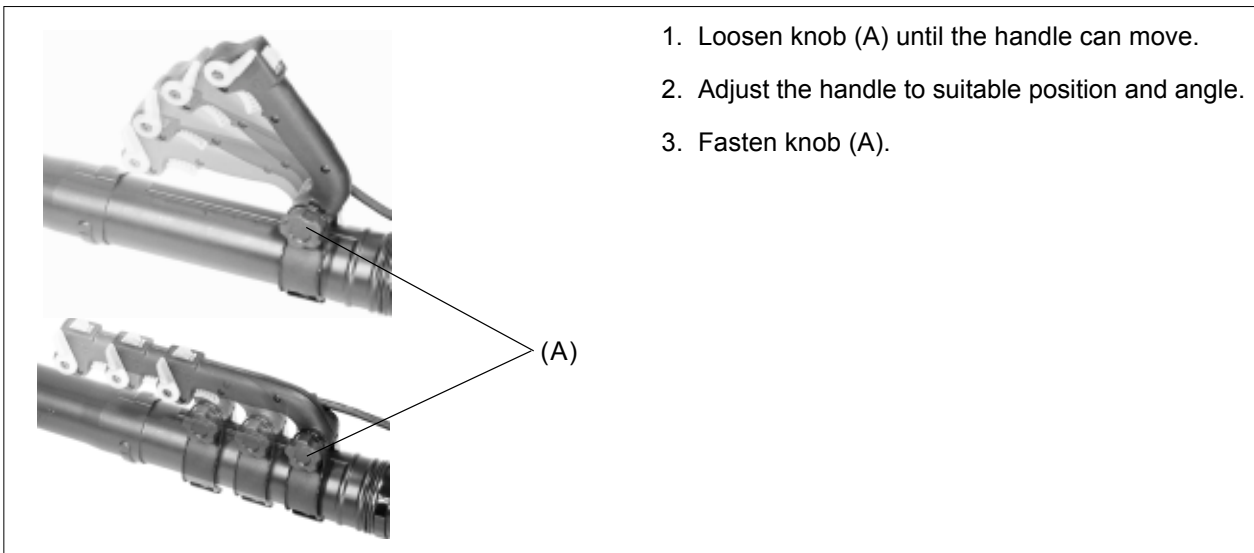 1. Loosen knob (A) until the handle can move.
2. Adjust the handle to suitable position and angle.
3. Fasten knob (A).
(A)